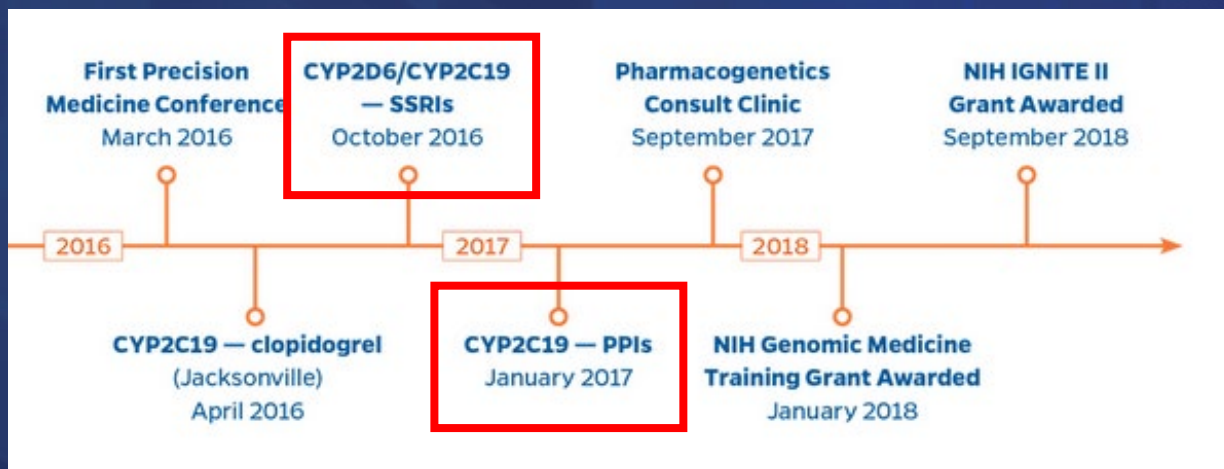 First Precision
Medicine Conference
March 2016
CYP2D6/CYP2C19
— SSRIs
October 2016
Pharmacogenetics
Consult Clinic
September 2017
NIH IGNITE II
Grant Awarded
September 2018
2016
2017
2018
CYP2C19 — clopidogrel
(Jacksonville)
April 2016
CYP2C19 — PPIs
January 2017
NIH Genomic Medicine
Training Grant Awarded
January 2018